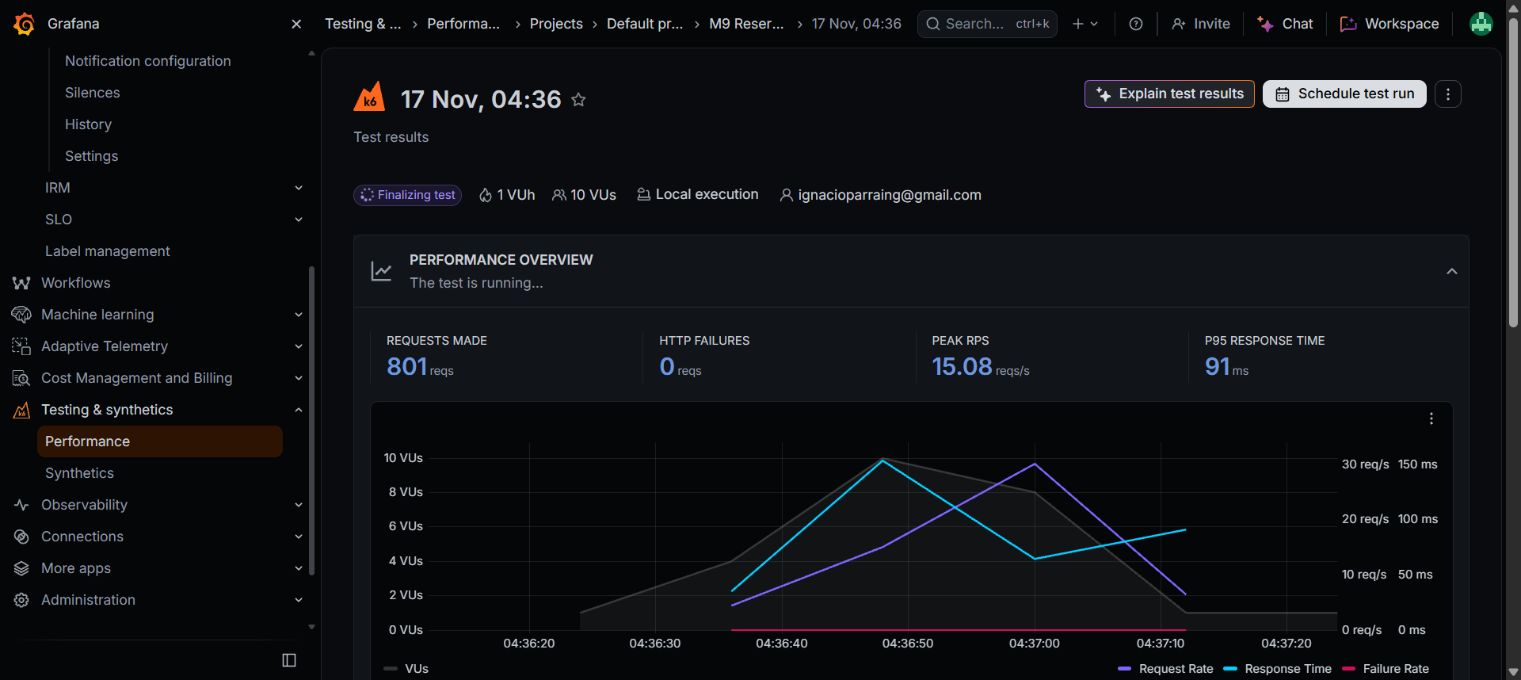 Grafana
Testing & ... › Performa... › Projects › Default pr... › M9 Reser... › 17 Nov, 04:36
Search... ctrl+k
Invite
Chat
Workspace
Notification configuration
Silences
History
Settings
IRM
SLO
Label management
Workflows
Machine learning
Adaptive Telemetry
Cost Management and Billing
Testing & synthetics
Performance
Synthetics
Observability
Connections
More apps
Administration
k6
17 Nov, 04:36
Explain test results
Schedule test run
Test results
Finalizing test
1 VUh
10 VUs
Local execution
ignacioparraing@gmail.com
PERFORMANCE OVERVIEW
The test is running...
REQUESTS MADE
801 reqs
HTTP FAILURES
0 reqs
PEAK RPS
15.08 reqs/s
P95 RESPONSE TIME
91 ms
10 VUs
8 VUs
6 VUs
4 VUs
2 VUs
0 VUs
30 req/s 150 ms
20 req/s 100 ms
10 req/s 50 ms
0 req/s 0 ms
04:36:20 04:36:30 04:36:40 04:36:50 04:37:00 04:37:10 04:37:20
VUs
Request Rate Response Time Failure Rate